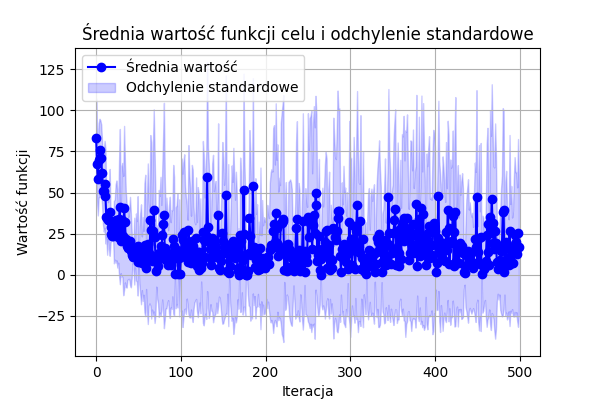 Średnia wartość funkcji celu i odchylenie standardowe
Średnia wartość
Odchylenie standardowe
Wartość funkcji
125
100
75
50
25
0
−25
0 100 200 300 400 500
Iteracja